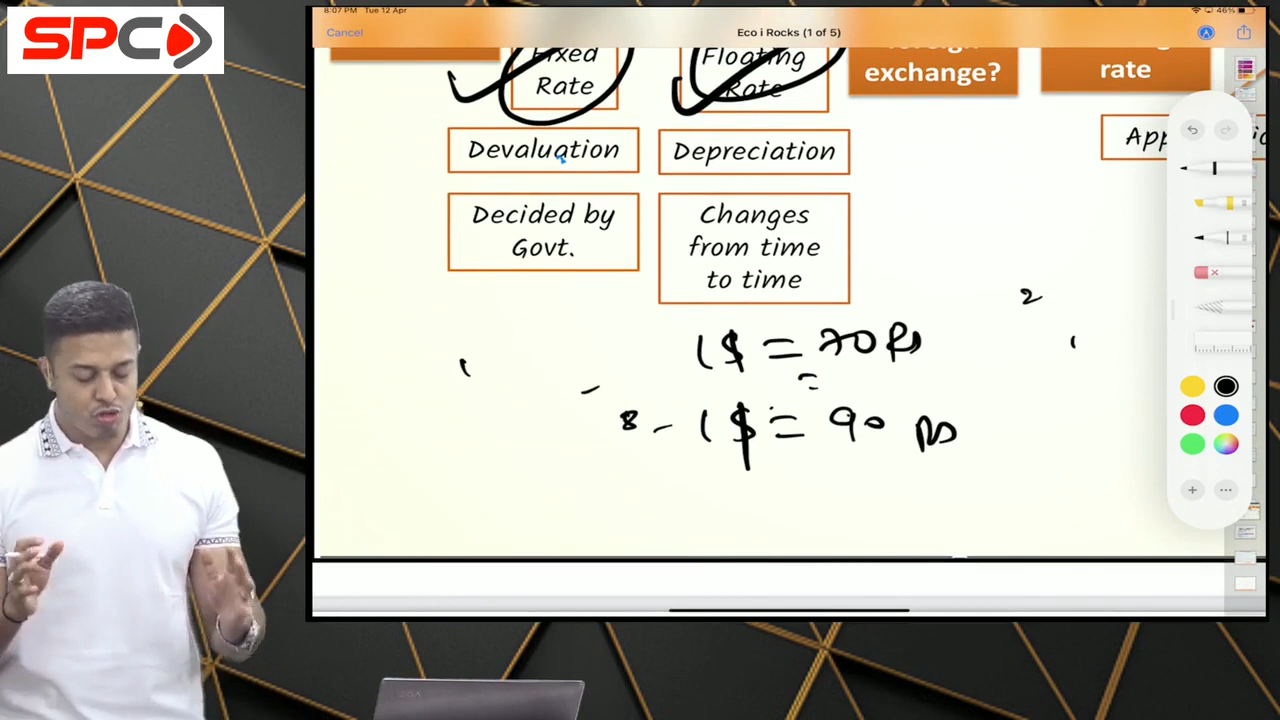 SPC
8:07 PM Tue 12 Apr
46%
Cancel
Eco i Rocks (1 of 5)
Fixed
Rate
Floating
Rate
foreign
exchange?
rate
Devaluation
Depreciation
App
Decided by
Govt.
Changes
from time
to time
2
1 $ = 70 Rs
8 - 1 $ = 90 Rs